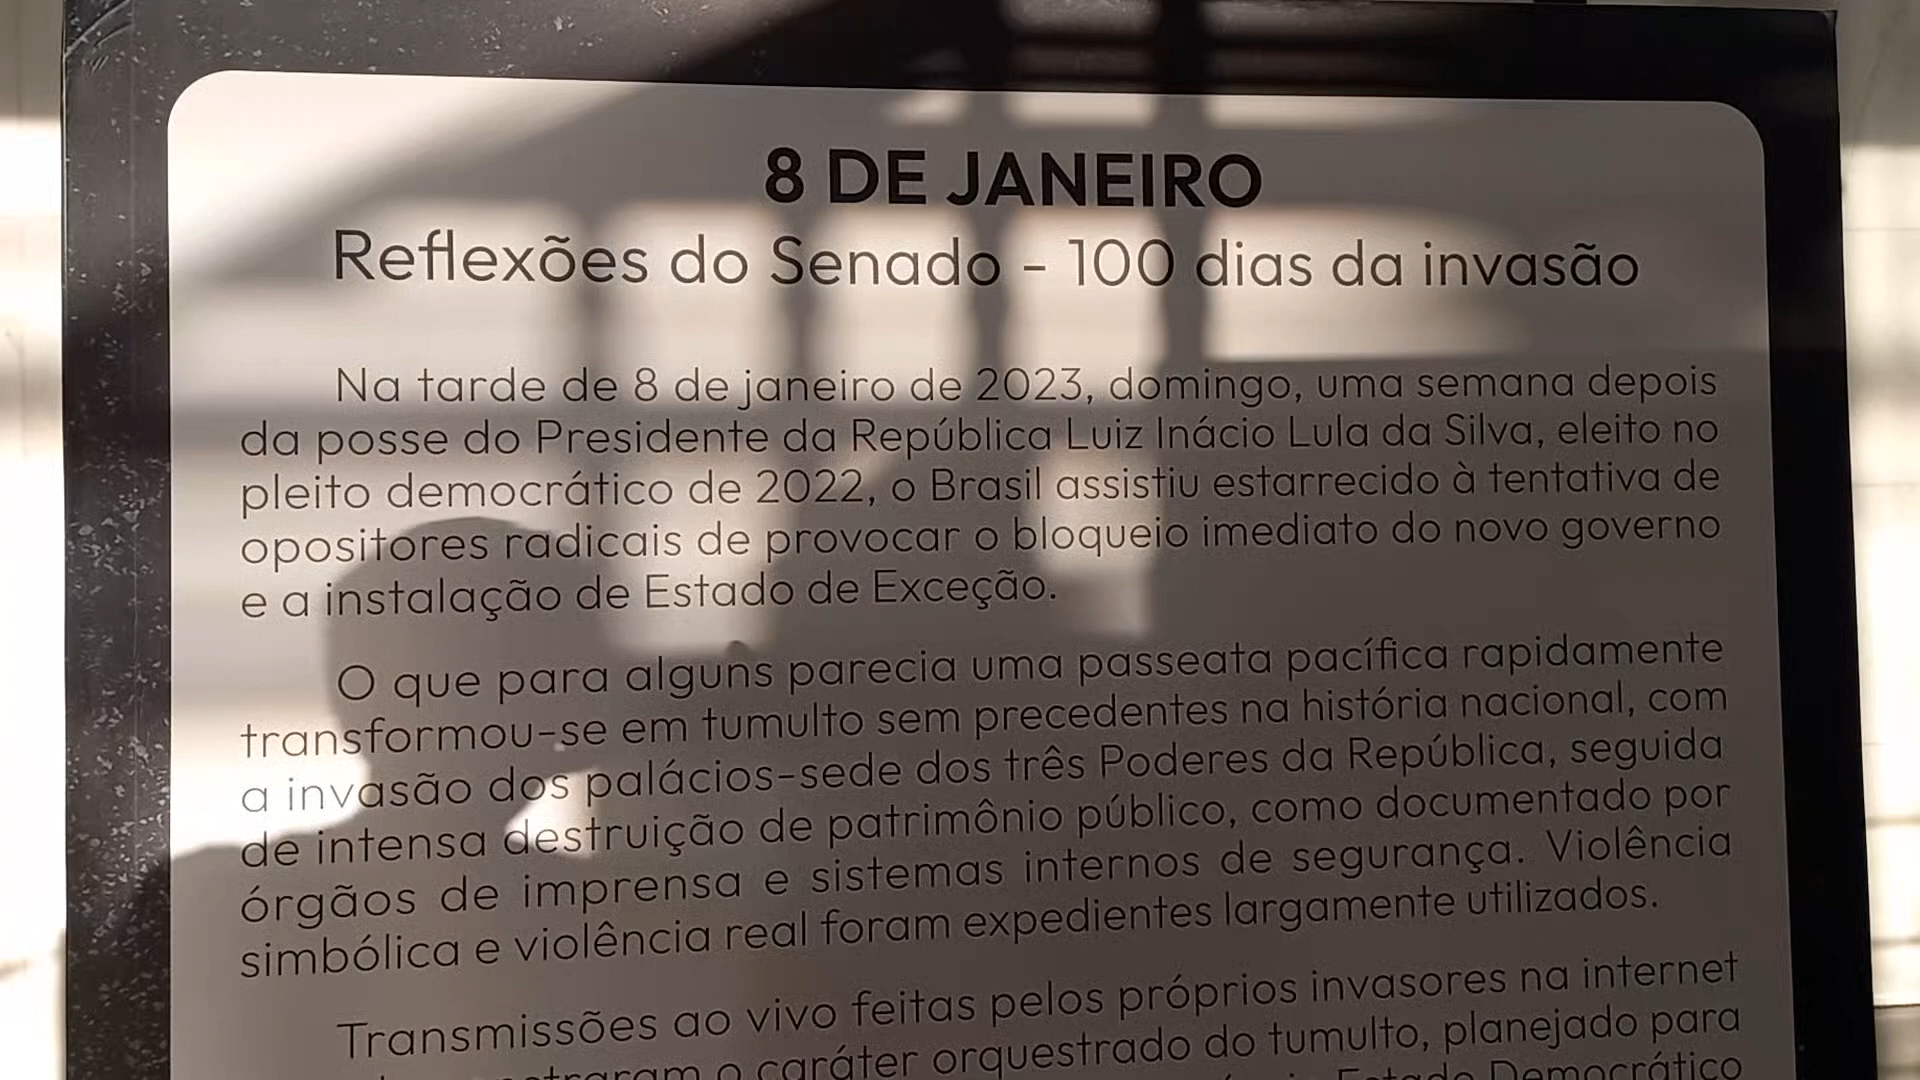 8 DE JANEIRO
Reflexões do Senado - 100 dias da invasão
Na tarde de 8 de janeiro de 2023, domingo, uma semana depois
da posse do Presidente da República Luiz Inácio Lula da Silva, eleito no
pleito democrático de 2022, o Brasil assistiu estarrecido à tentativa de
opositores radicais de provocar o bloqueio imediato do novo governo
e a instalação de Estado de Exceção.
O que para alguns parecia uma passeata pacífica rapidamente
transformou-se em tumulto sem precedentes na história nacional, com
a invasão dos palácios-sede dos três Poderes da República, seguida
de intensa destruição de patrimônio público, como documentado por
órgãos de imprensa e sistemas internos de segurança. Violência
simbólica e violência real foram expedientes largamente utilizados.
Transmissões ao vivo feitas pelos próprios invasores na internet
o caráter orquestrado do tumulto, planejado para
Estado Democrático